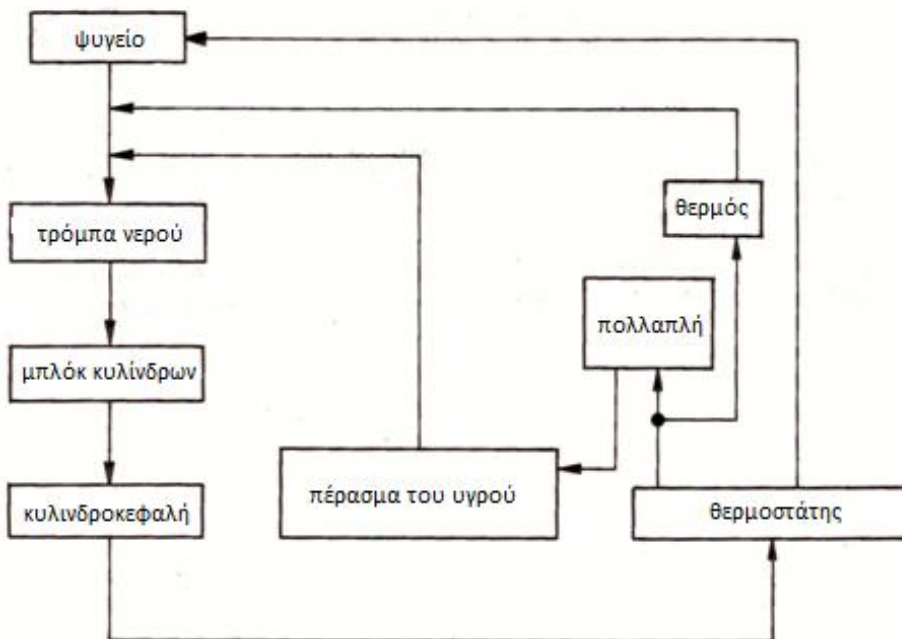 ψυγείο
θερμός
τρόμπα νερού
πολλαπλή
μπλόκ κυλίνδρων
πέρασμα του υγρού
κυλινδροκεφαλή
θερμοστάτης